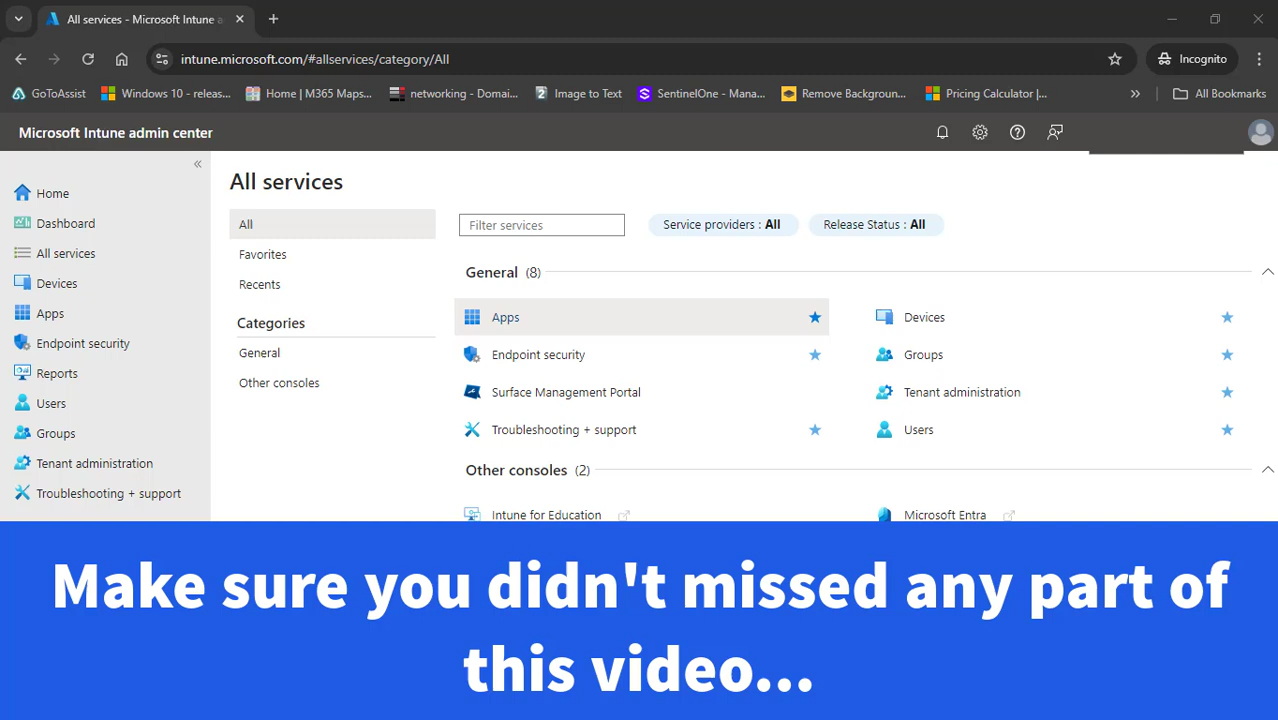 All services - Microsoft Intune a
intune.microsoft.com/#allservices/category/All
Incognito
GoToAssist
Windows 10 - releas...
Home | M365 Maps...
networking - Domai...
Image to Text
SentinelOne - Mana...
Remove Backgroun...
Pricing Calculator |...
All Bookmarks
Microsoft Intune admin center
Home
Dashboard
All services
Devices
Apps
Endpoint security
Reports
Users
Groups
Tenant administration
Troubleshooting + support
All services
All
Favorites
Recents
Categories
General
Other consoles
Filter services
Service providers : All
Release Status : All
General (8)
Apps
Devices
Endpoint security
Groups
Surface Management Portal
Tenant administration
Troubleshooting + support
Users
Other consoles (2)
Intune for Education
Microsoft Entra
Make sure you didn't missed any part of
this video...